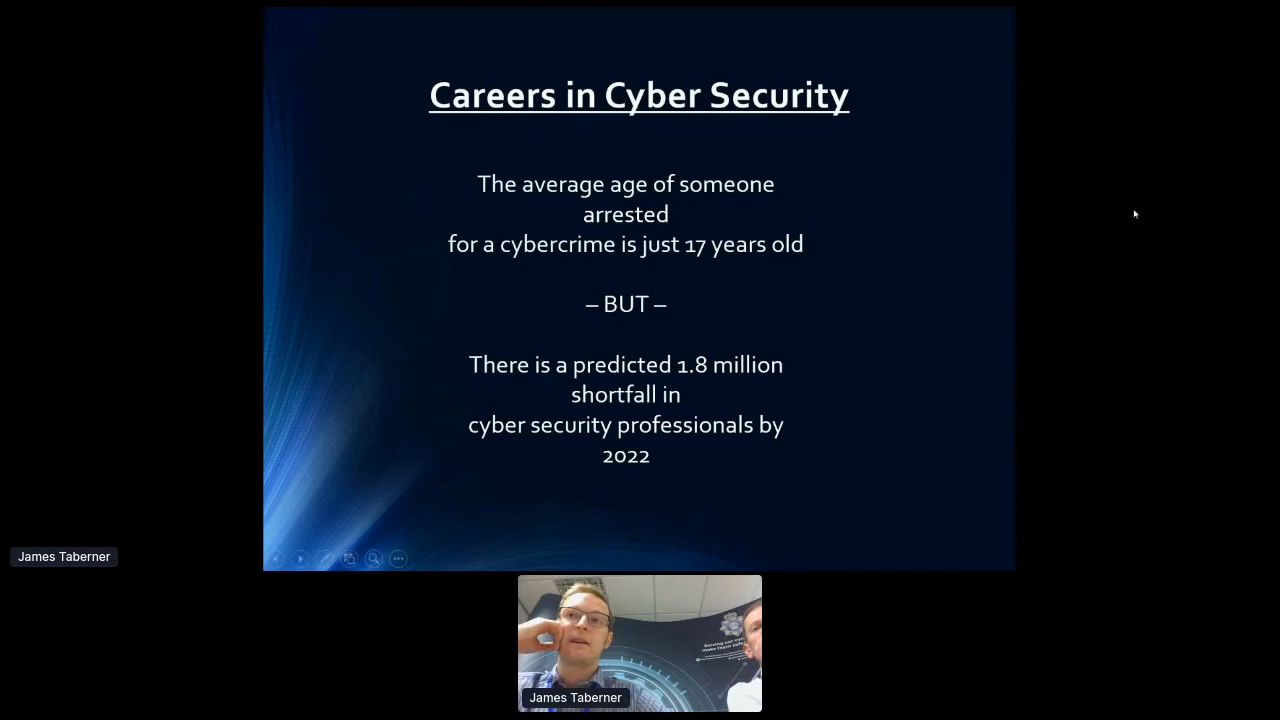 Careers in Cyber Security
The average age of someone
arrested
for a cybercrime is just 17 years old
– BUT –
There is a predicted 1.8 million
shortfall in
cyber security professionals by
2022
James Taberner
James Taberner